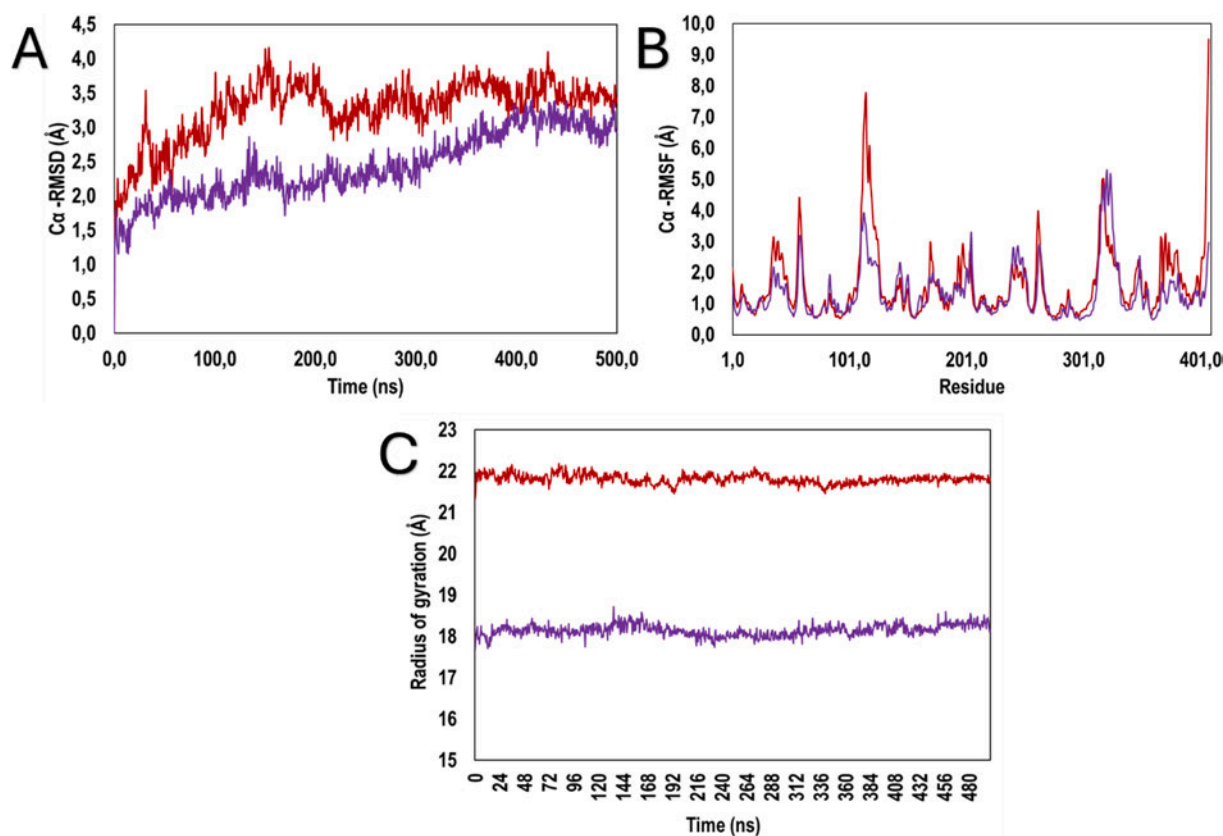 A
Cα -RMSD (Å)
4,5
4,0
3,5
3,0
2,5
2,0
1,5
1,0
0,5
0,0
0,0 100,0 200,0 300,0 400,0 500,0
Time (ns)
B
Cα -RMSF (Å)
10,0
9,0
8,0
7,0
6,0
5,0
4,0
3,0
2,0
1,0
0,0
1,0 101,0 201,0 301,0 401,0
Residue
C
Radius of gyration (Å)
23
22
21
20
19
18
17
16
15
0 24 48 72 96 120 144 168 192 216 240 264 288 312 336 360 384 408 432 456 480
Time (ns)